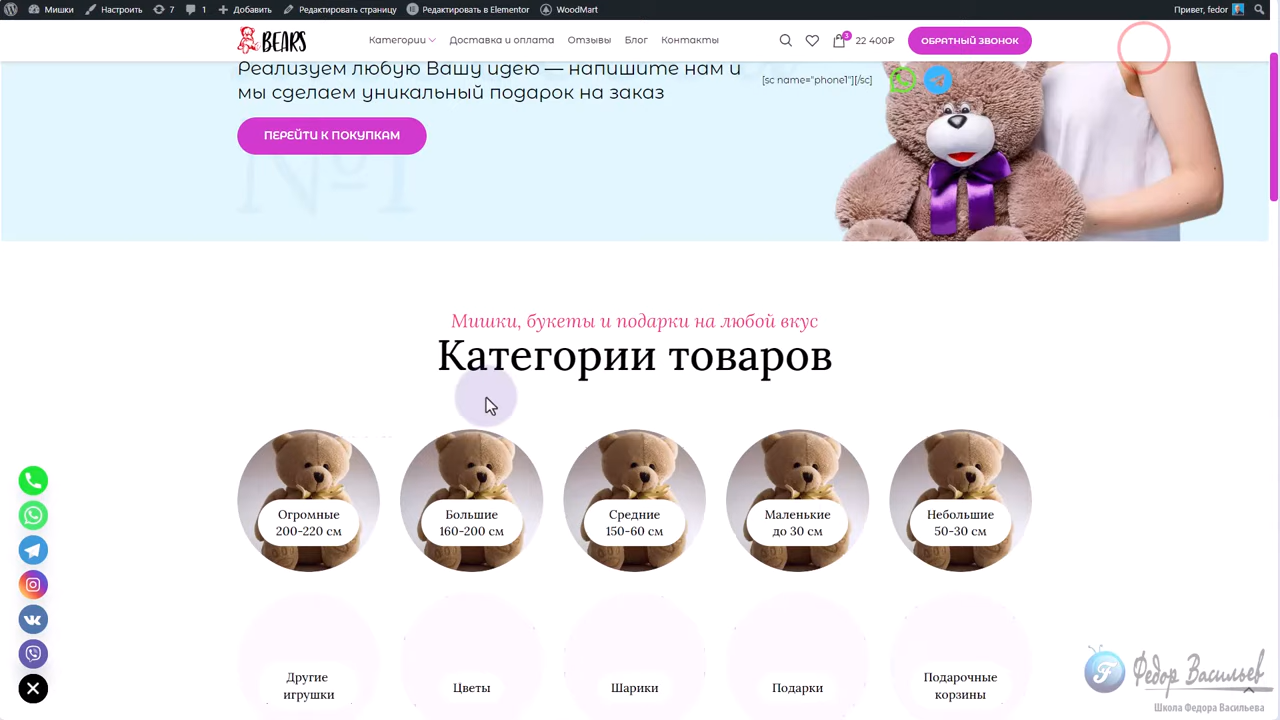 Мишки
Настроить
7
1
Добавить
Редактировать страницу
Редактировать в Elementor
WoodMart
Привет, fedor
BEARS
Категории
Доставка и оплата
Отзывы
Блог
Контакты
3
22 400₽
ОБРАТНЫЙ ЗВОНОК
Реализуем любую Вашу идею — напишите нам и
мы сделаем уникальный подарок на заказ
[sc name="phone1"][/sc]
ПЕРЕЙТИ К ПОКУПКАМ
№1
Мишки, букеты и подарки на любой вкус
Категории товаров
Огромные
200-220 см
Большие
160-200 см
Средние
150-60 см
Маленькие
до 30 см
Небольшие
50-30 см
Другие
игрушки
Цветы
Шарики
Подарки
Подарочные
корзины
Федор Васильев
Школа Федора Васильева